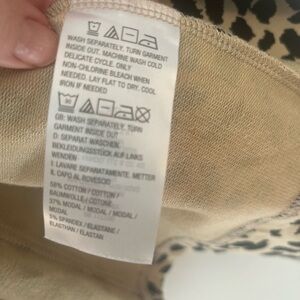 WASH SEPARATELY. TURN GARMENT
INSIDE OUT. MACHINE WASH COLD
DELICATE CYCLE. ONLY
NON-CHLORINE BLEACH WHEN
NEEDED. LAY FLAT TO DRY. COOL
IRON IF NEEDED
30
GB: WASH SEPARATELY. TURN
GARMENT INSIDE OUT
D: SEPARAT WASCHEN.
BEKLEIDUNGSSTÜCK AUF LINKS
WENDEN
I: LAVARE SEPARATAMENTE. METTER
IL CAPO AL ROVESCIO
58% COTTON / COTTON /
BAUMWOLLE / COTONE
37% MODAL / MODAL / MODAL /
MODAL
5% SPANDEX / ELASTANE /
ELASTHAN / ELASTAN